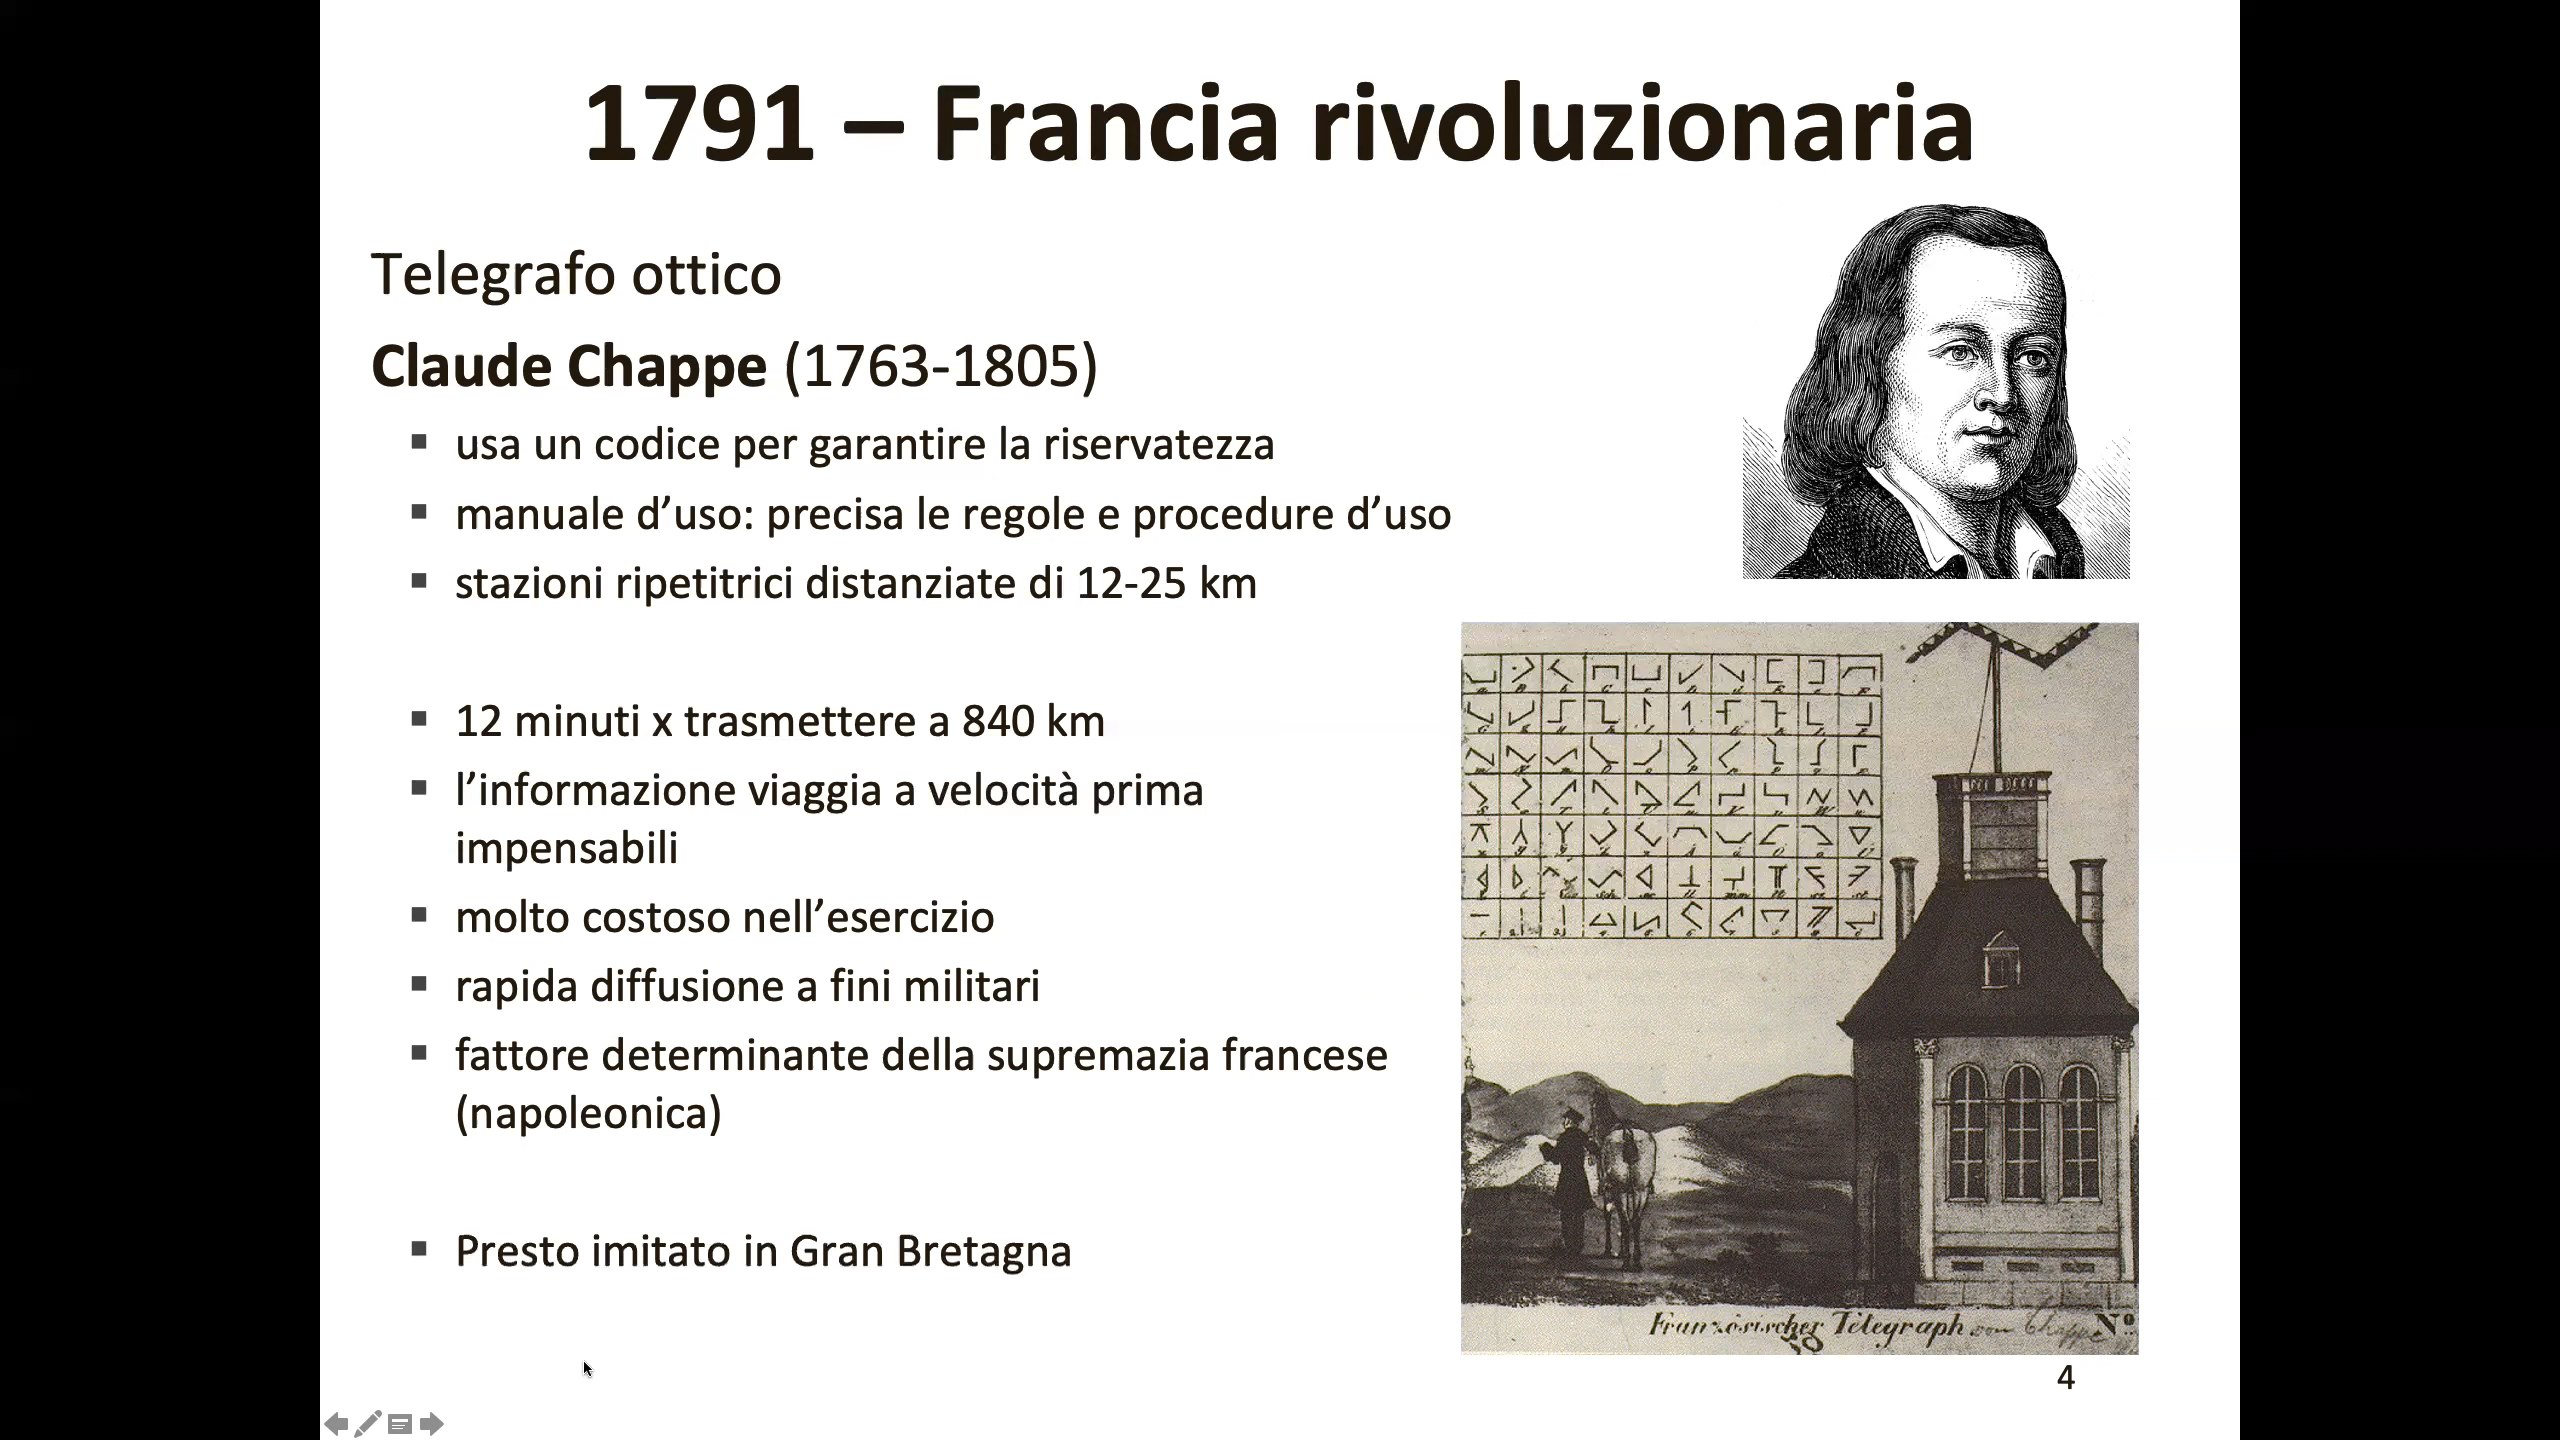 1791 – Francia rivoluzionaria
Telegrafo ottico
Claude Chappe (1763-1805)
▪ usa un codice per garantire la riservatezza
▪ manuale d’uso: precisa le regole e procedure d’uso
▪ stazioni ripetitrici distanziate di 12-25 km
▪ 12 minuti x trasmettere a 840 km
▪ l’informazione viaggia a velocità prima
impensabili
▪ molto costoso nell’esercizio
▪ rapida diffusione a fini militari
▪ fattore determinante della supremazia francese
(napoleonica)
▪ Presto imitato in Gran Bretagna
Französischer Telegraph von Chappe No
4